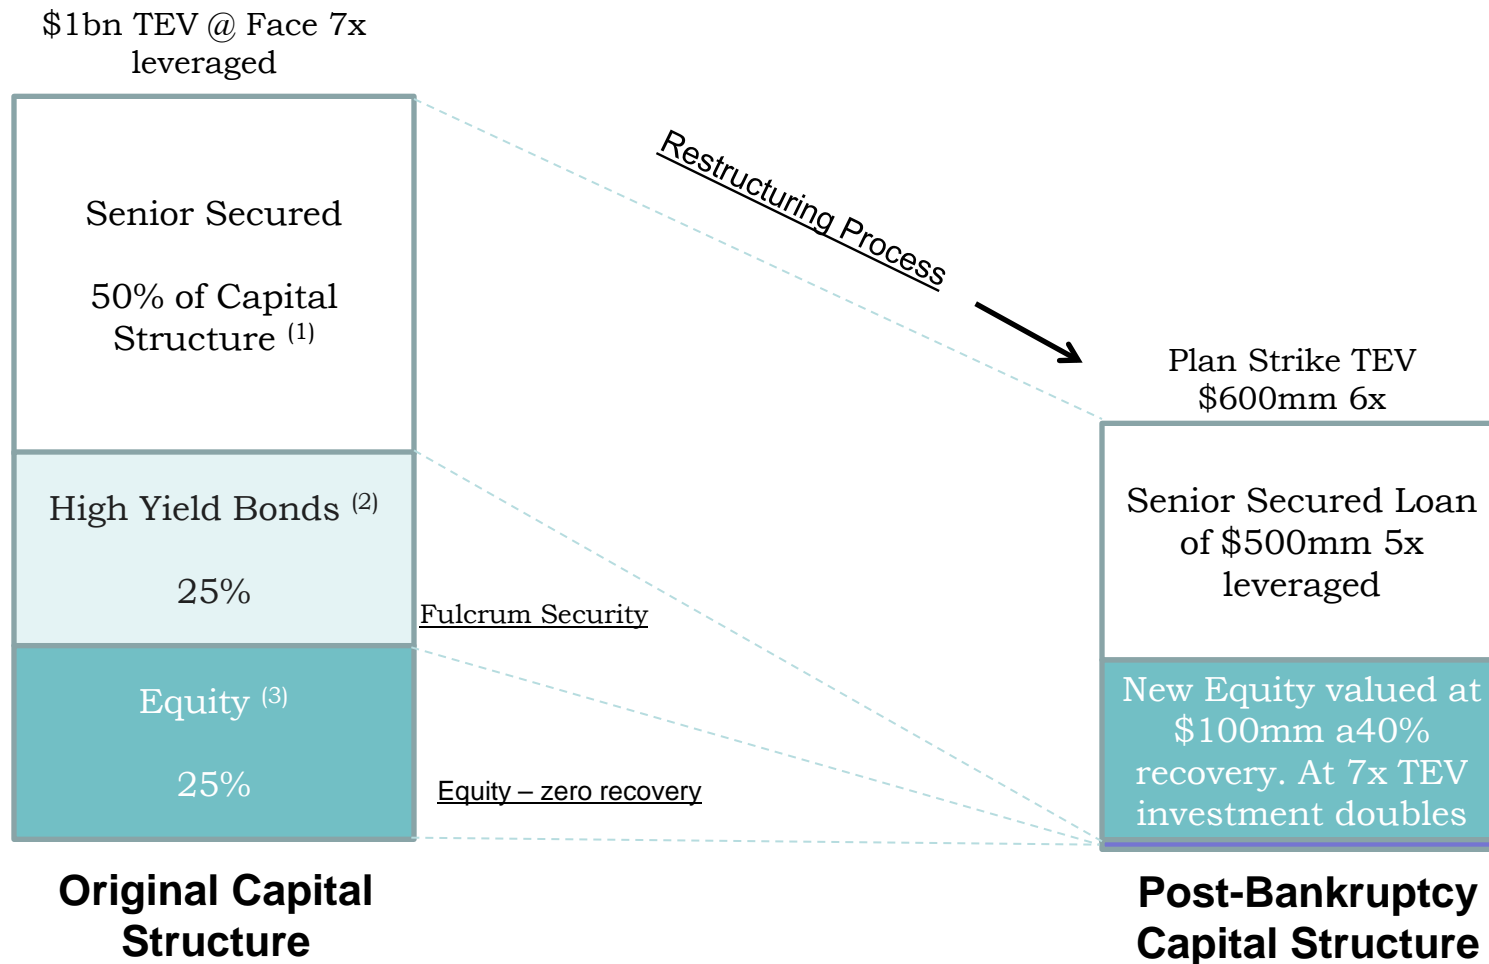 $1bn TEV @ Face 7x
leveraged
Senior Secured
50% of Capital
Structure (1)
High Yield Bonds (2)
25%
Equity (3)
25%
Fulcrum Security
Equity – zero recovery
Restructuring Process
Plan Strike TEV
$600mm 6x
Senior Secured Loan
of $500mm 5x
leveraged
New Equity valued at
$100mm a40%
recovery. At 7x TEV
investment doubles
Original Capital
Structure
Post-Bankruptcy
Capital Structure